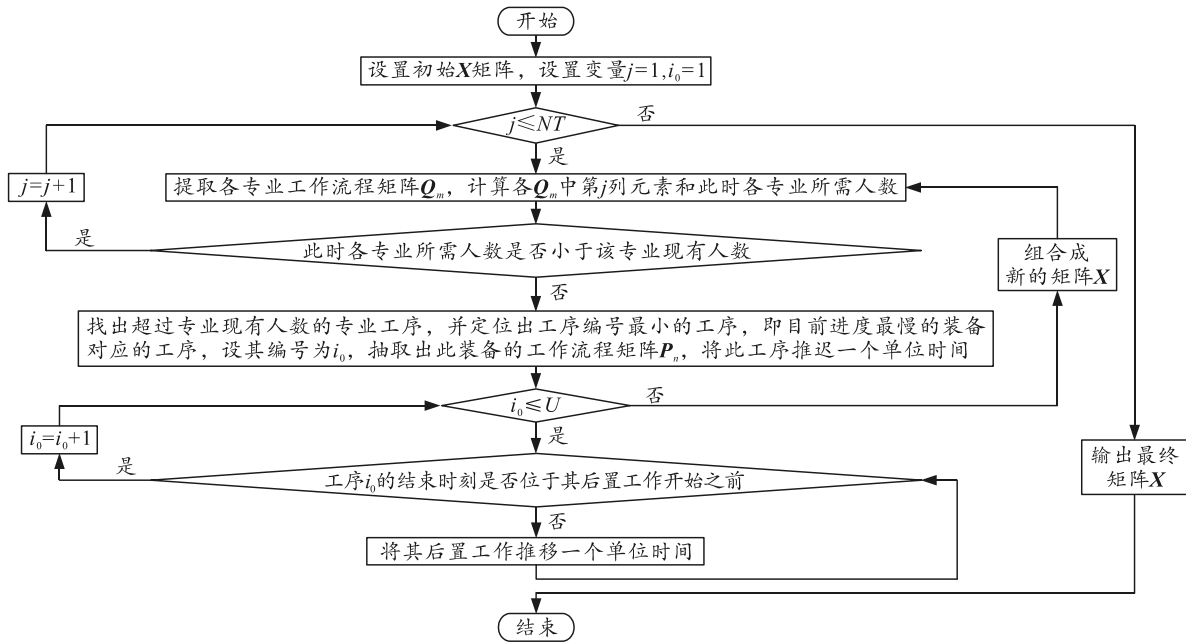 开始
设置初始X矩阵，设置变量j=1,i₀=1
j≤NT
否
是
j=j+1
提取各专业工作流程矩阵Qₘ，计算各Qₘ中第j列元素和此时各专业所需人数
是
此时各专业所需人数是否小于该专业现有人数
组合成
新的矩阵X
否
找出超过专业现有人数的专业工序，并定位出工序编号最小的工序，即目前进度最慢的装备
对应的工序，设其编号为i₀，抽取出此装备的工作流程矩阵Pₙ，将此工序推迟一个单位时间
i₀≤U
否
i₀=i₀+1
是
是
工序i₀的结束时刻是否位于其后置工作开始之前
输出最终
矩阵X
否
将其后置工作推移一个单位时间
结束